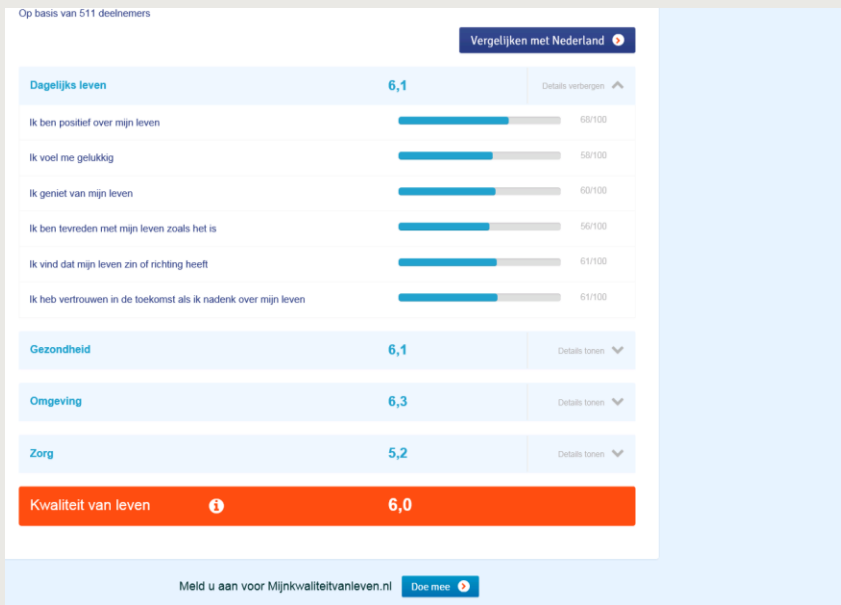 Op basis van 511 deelnemers
Vergelijken met Nederland
Dagelijks leven 6,1 Details verbergen
Ik ben positief over mijn leven 68/100
Ik voel me gelukkig 58/100
Ik geniet van mijn leven 60/100
Ik ben tevreden met mijn leven zoals het is 56/100
Ik vind dat mijn leven zin of richting heeft 61/100
Ik heb vertrouwen in de toekomst als ik nadenk over mijn leven 61/100
Gezondheid 6,1 Details tonen
Omgeving 6,3 Details tonen
Zorg 5,2 Details tonen
Kwaliteit van leven i 6,0
Meld u aan voor Mijnkwaliteitvanleven.nl Doe mee